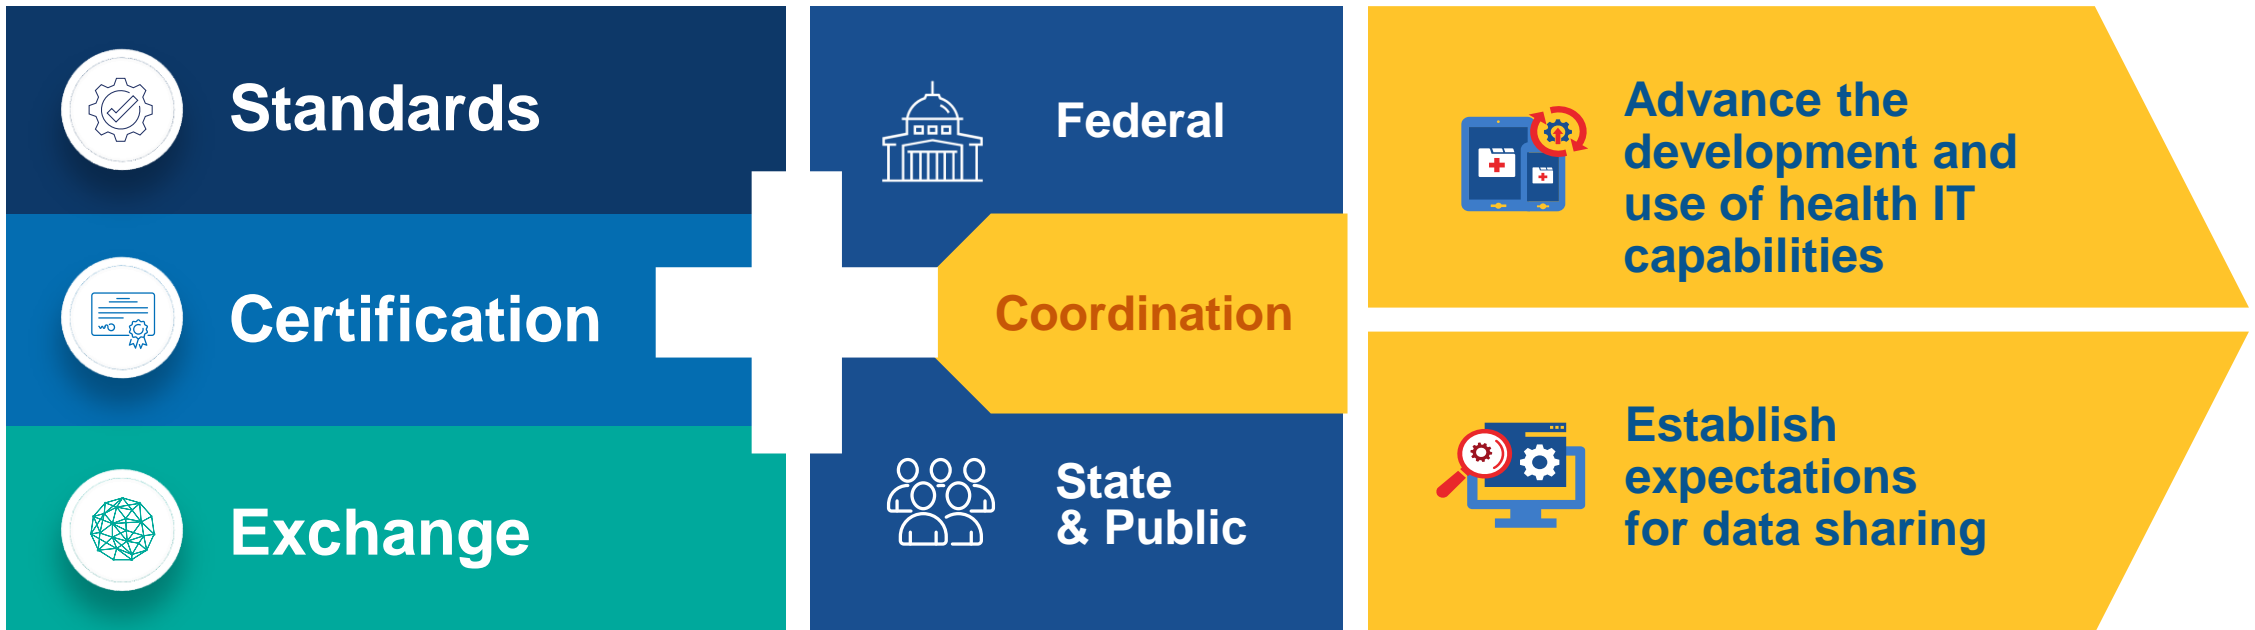 Standards
Certification
Exchange
Federal
Coordination
State
& Public
Advance the
development and
use of health IT
capabilities
Establish
expectations
for data sharing